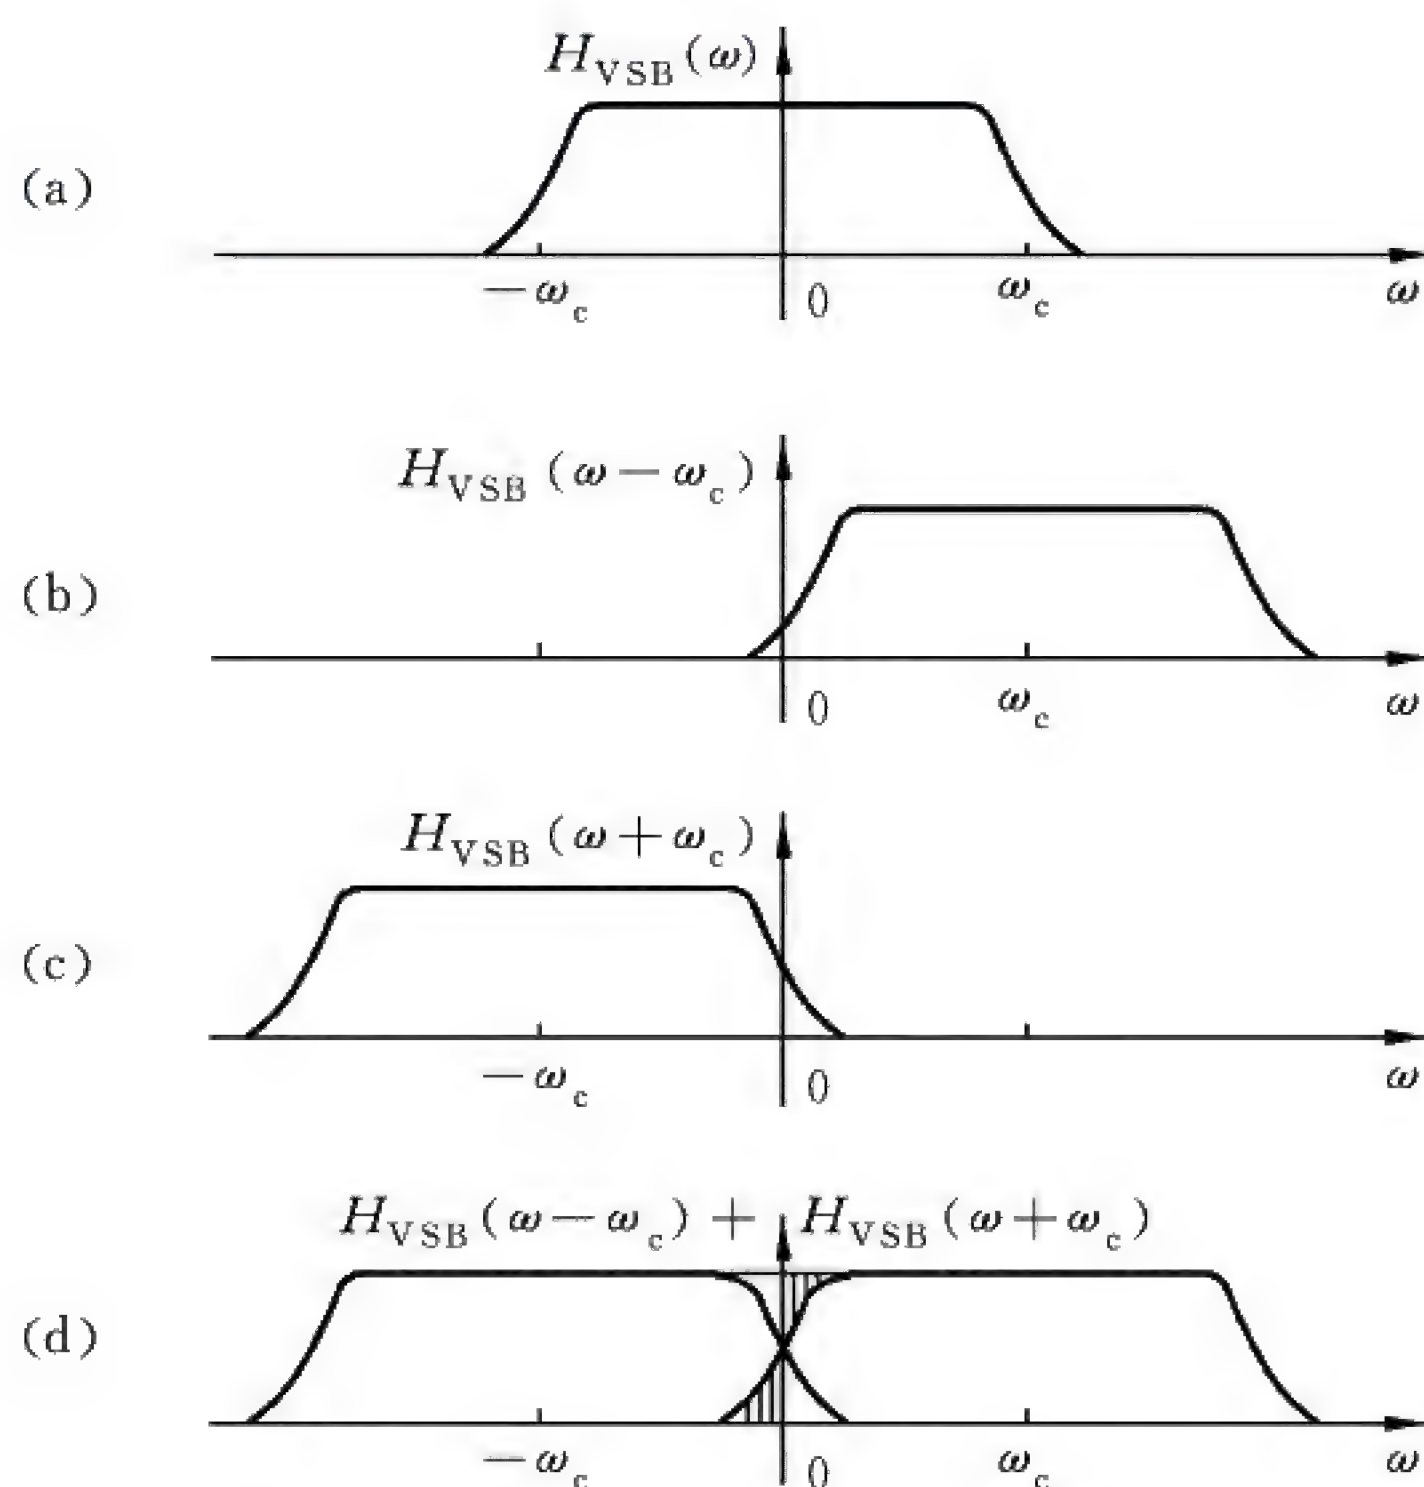 H_VSB(ω)
(a)
−ω_c 0 ω_c ω
H_VSB(ω−ω_c)
(b)
0 ω_c ω
H_VSB(ω+ω_c)
(c)
−ω_c 0 ω
H_VSB(ω−ω_c)+H_VSB(ω+ω_c)
(d)
−ω_c 0 ω_c ω